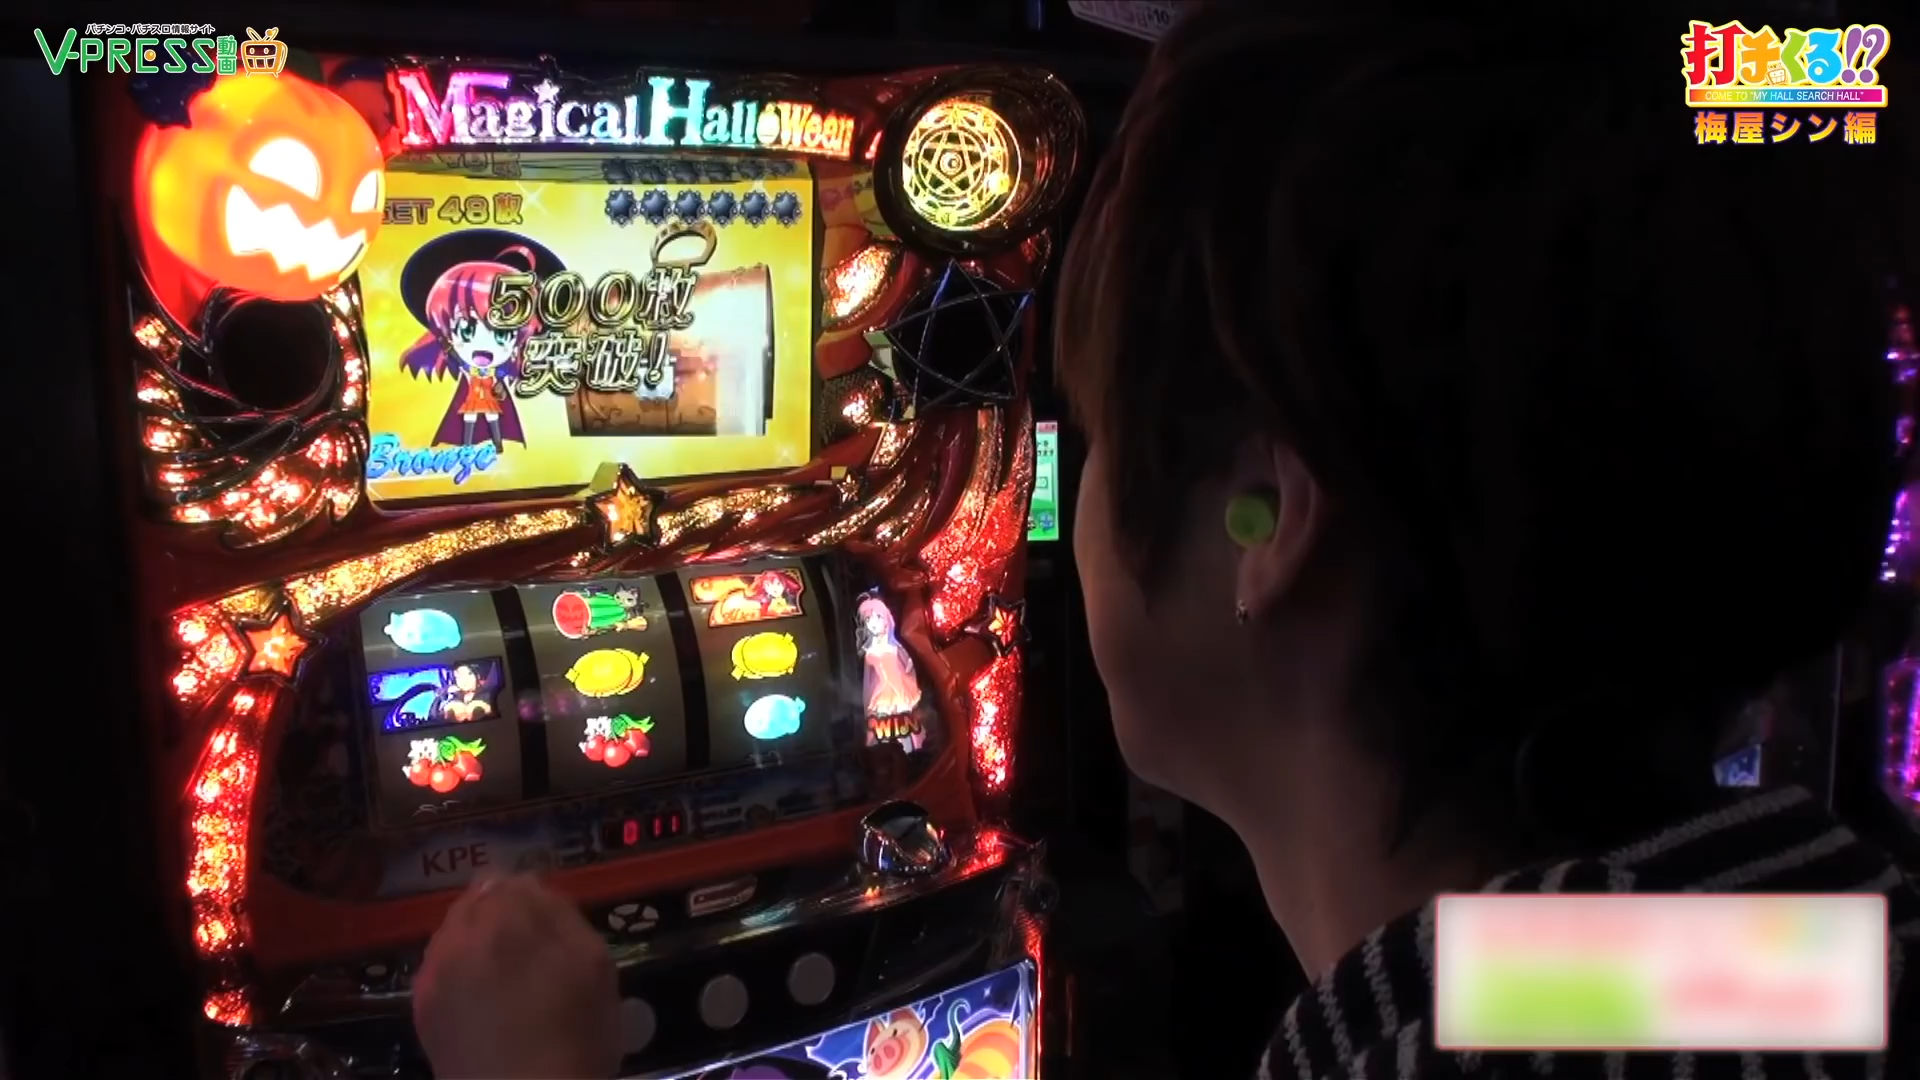 パチンコ・パチスロ情報サイト
V-PRESS動画
打チくる!?
COME TO "MY HALL SEARCH HALL"
梅屋シン編
Magical Halloween
GET 48枚
500枚
突破!
Bronze
WIN
KPE